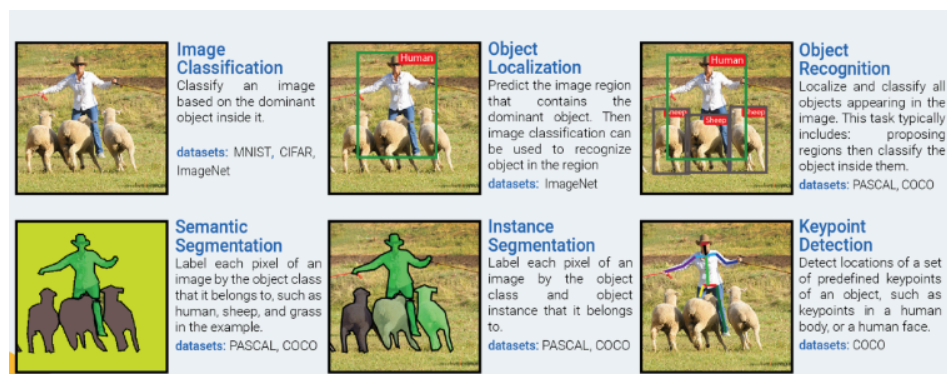 Image
Classification
Classify an image
based on the dominant
object inside it.
datasets: MNIST, CIFAR,
ImageNet
Human
Object
Localization
Predict the image region
that contains the
dominant object. Then
image classification can
be used to recognize
object in the region
datasets: ImageNet
Human
Sheep
Object
Recognition
Localize and classify all
objects appearing in the
image. This task typically
includes: proposing
regions then classify the
object inside them.
datasets: PASCAL, COCO
Semantic
Segmentation
Label each pixel of an
image by the object class
that it belongs to, such as
human, sheep, and grass
in the example.
datasets: PASCAL, COCO
Instance
Segmentation
Label each pixel of an
image by the object
class and object
instance that it belongs
to.
datasets: PASCAL, COCO
Keypoint
Detection
Detect locations of a set
of predefined keypoints
of an object, such as
keypoints in a human
body, or a human face.
datasets: COCO